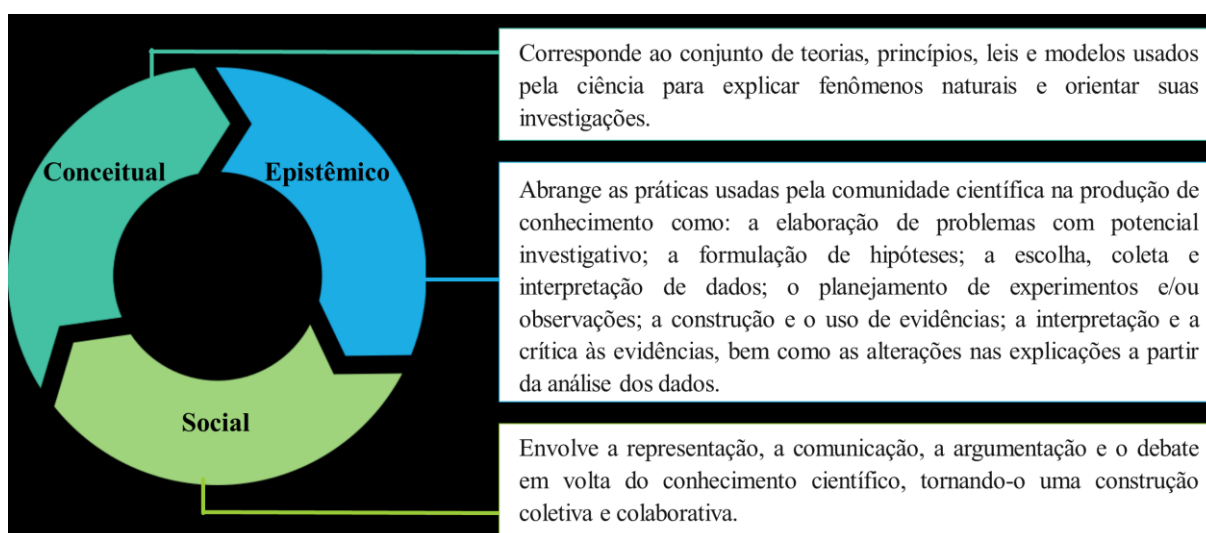 Conceitual
Epistêmico
Social
Corresponde ao conjunto de teorias, princípios, leis e modelos usados
pela ciência para explicar fenômenos naturais e orientar suas
investigações.
Abrange as práticas usadas pela comunidade científica na produção de
conhecimento como: a elaboração de problemas com potencial
investigativo; a formulação de hipóteses; a escolha, coleta e
interpretação de dados; o planejamento de experimentos e/ou
observações; a construção e o uso de evidências; a interpretação e a
crítica às evidências, bem como as alterações nas explicações a partir
da análise dos dados.
Envolve a representação, a comunicação, a argumentação e o debate
em volta do conhecimento científico, tornando-o uma construção
coletiva e colaborativa.